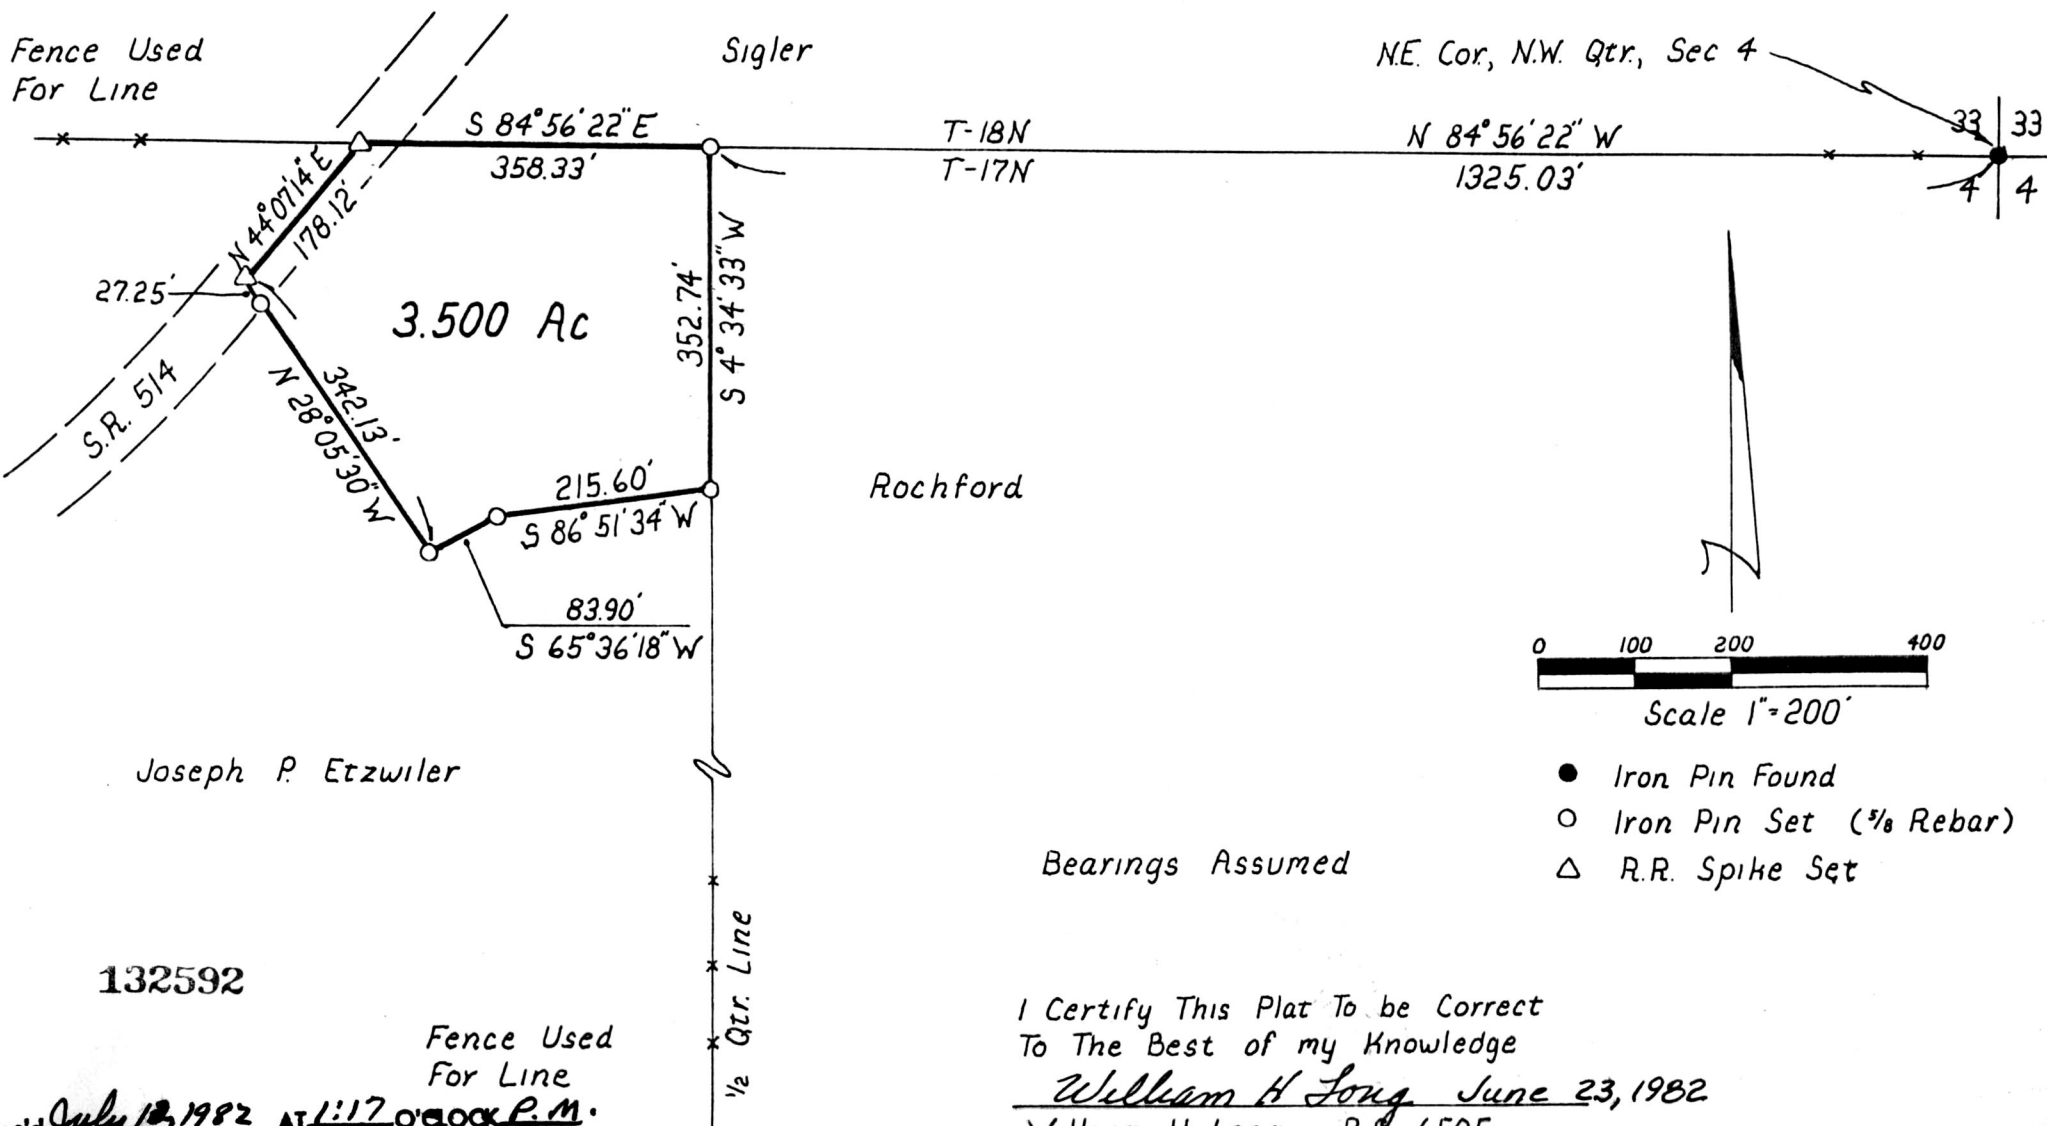 Fence Used
For Line
Sigler
N.E. Cor., N.W. Qtr., Sec 4
S 84° 56' 22" E
358.33'
T-18N
T-17N
N 84° 56' 22" W
1325.03'
33 33
4 4
N 44° 07' 14" E
178.12'
27.25'
3.500 Ac
352.74'
S 4° 34' 33" W
S.R. 514
342.13'
N 28° 05' 30" W
215.60'
S 86° 51' 34" W
Rochford
83.90'
S 65° 36' 18" W
0 100 200 400
Scale 1"=200'
Joseph P. Etzwiler
Iron Pin Found
Iron Pin Set (5/8 Rebar)
R.R. Spike Set
Bearings Assumed
132592
1/2 Qtr. Line
Fence Used
For Line
July 12, 1982 AT 1:17 O'CLOCK P.M.
I Certify This Plat To be Correct
To The Best of my Knowledge
William H Long June 23, 1982